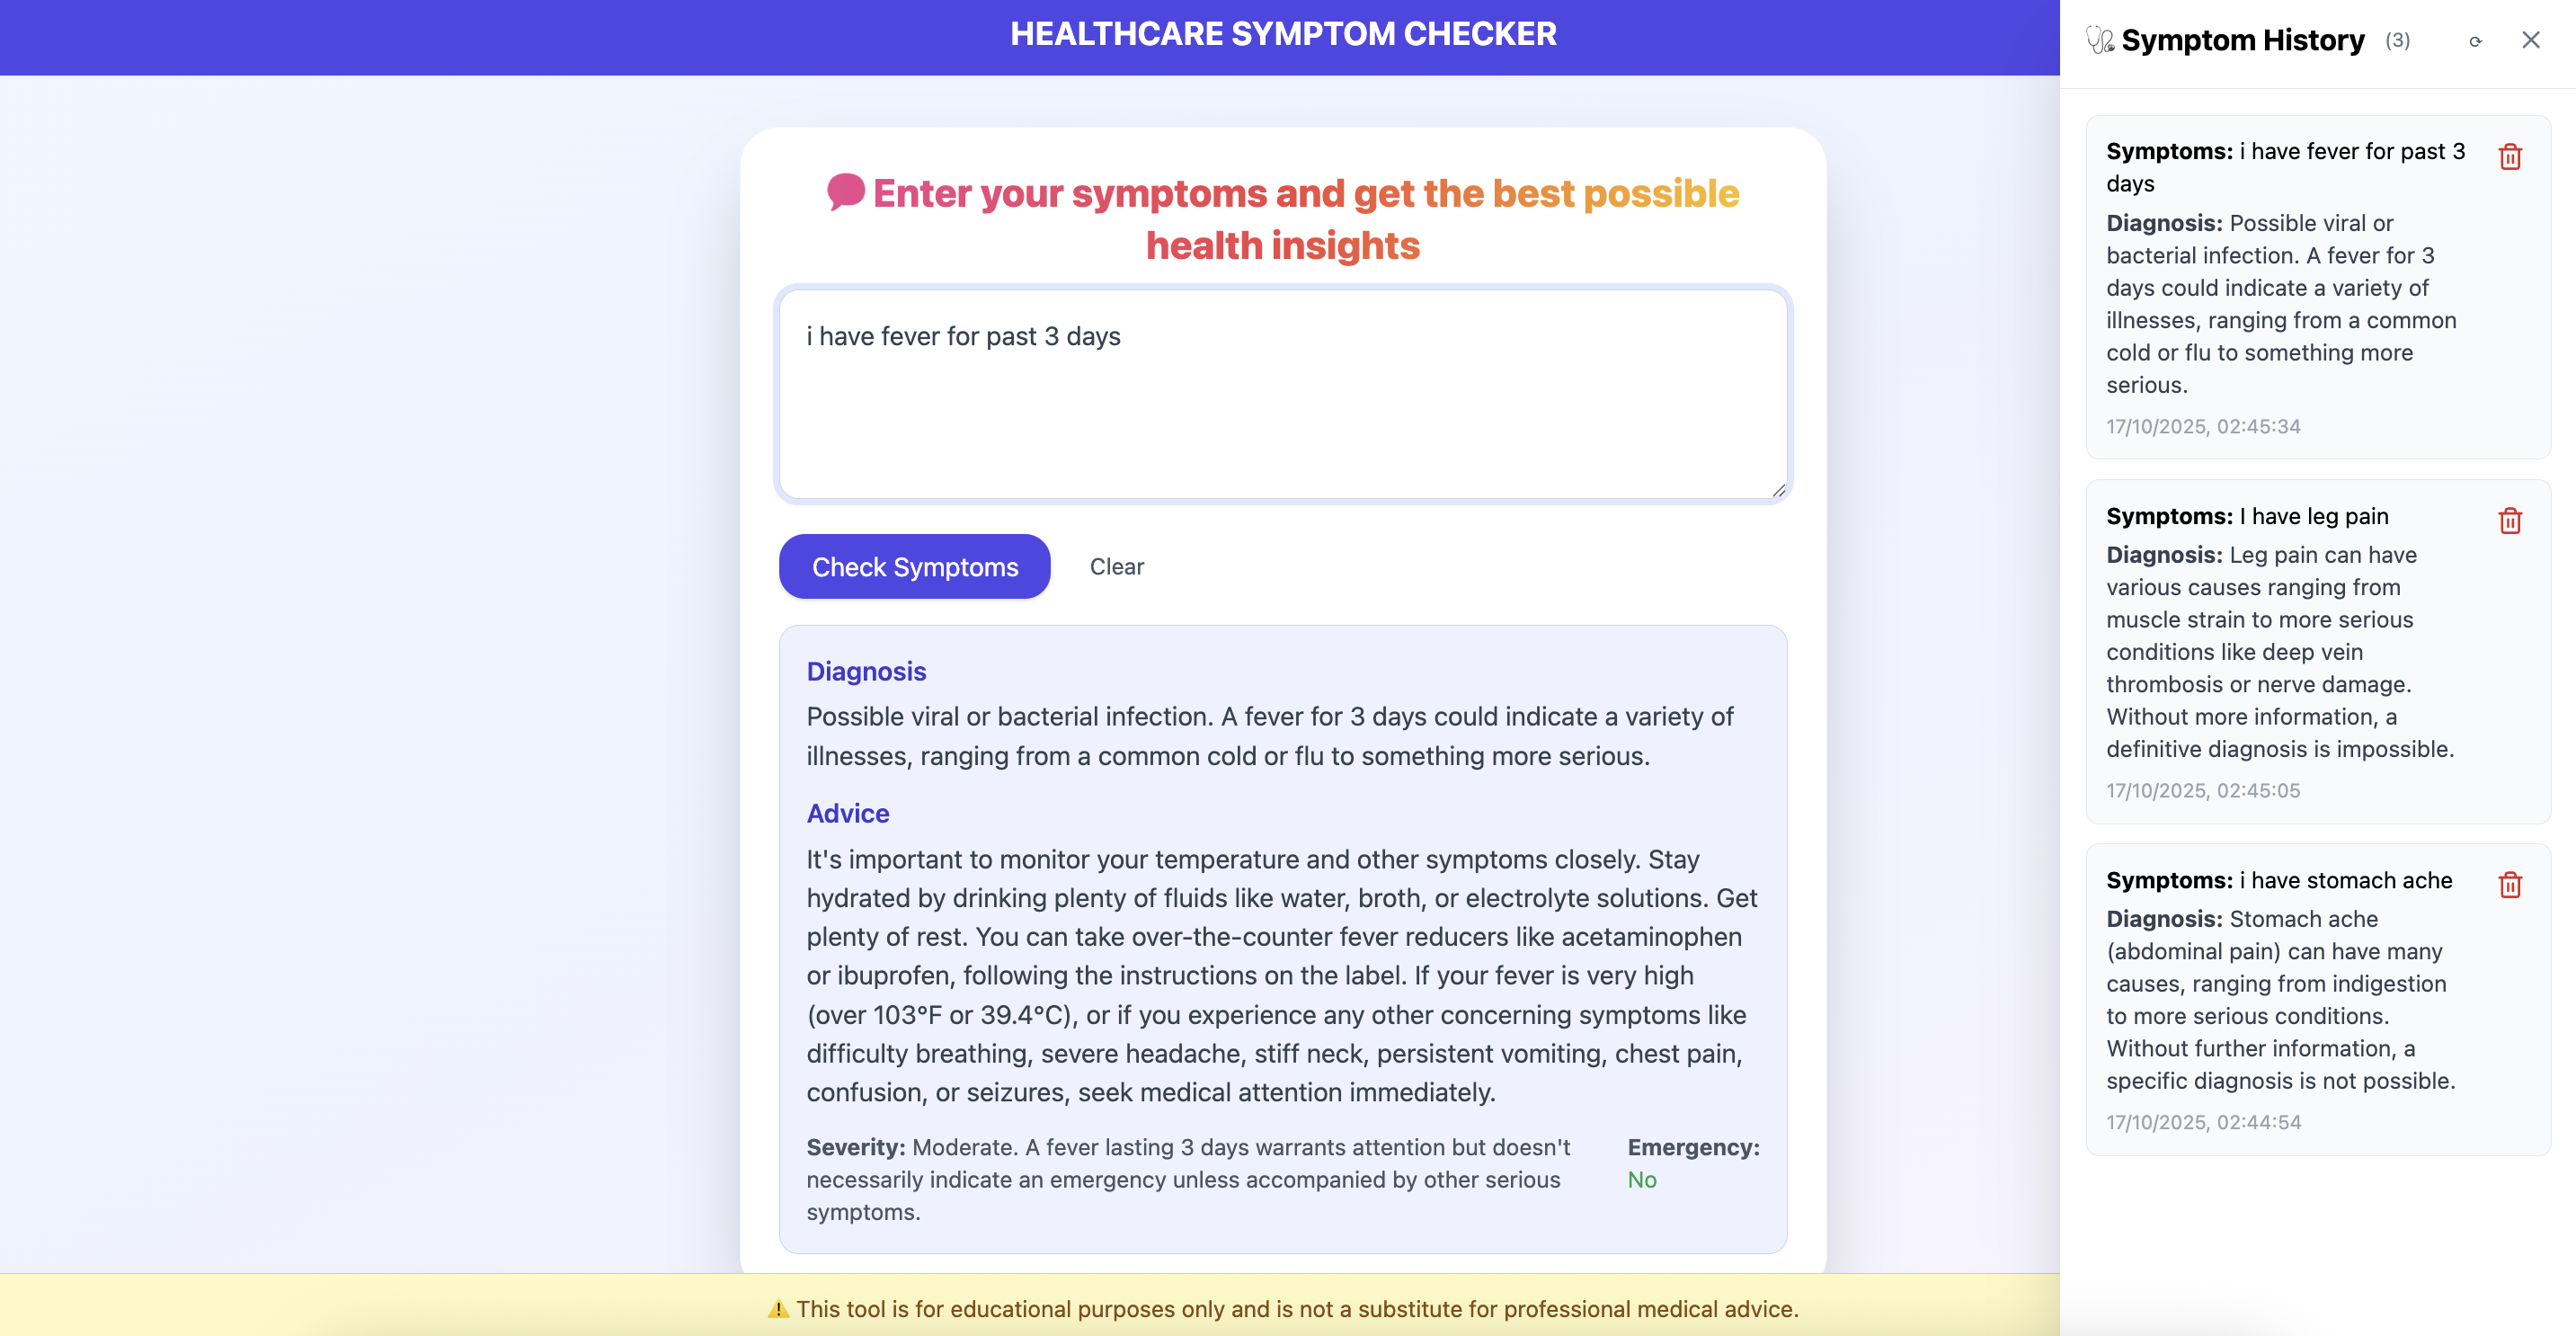 HEALTHCARE SYMPTOM CHECKER
Enter your symptoms and get the best possible
health insights
i have fever for past 3 days
Check Symptoms
Clear
Diagnosis
Possible viral or bacterial infection. A fever for 3 days could indicate a variety of
illnesses, ranging from a common cold or flu to something more serious.
Advice
It's important to monitor your temperature and other symptoms closely. Stay
hydrated by drinking plenty of fluids like water, broth, or electrolyte solutions. Get
plenty of rest. You can take over-the-counter fever reducers like acetaminophen
or ibuprofen, following the instructions on the label. If your fever is very high
(over 103°F or 39.4°C), or if you experience any other concerning symptoms like
difficulty breathing, severe headache, stiff neck, persistent vomiting, chest pain,
confusion, or seizures, seek medical attention immediately.
Severity: Moderate. A fever lasting 3 days warrants attention but doesn't
necessarily indicate an emergency unless accompanied by other serious
symptoms.
Emergency:
No
This tool is for educational purposes only and is not a substitute for professional medical advice.
Symptom History (3)
Symptoms: i have fever for past 3
days
Diagnosis: Possible viral or
bacterial infection. A fever for 3
days could indicate a variety of
illnesses, ranging from a common
cold or flu to something more
serious.
17/10/2025, 02:45:34
Symptoms: I have leg pain
Diagnosis: Leg pain can have
various causes ranging from
muscle strain to more serious
conditions like deep vein
thrombosis or nerve damage.
Without more information, a
definitive diagnosis is impossible.
17/10/2025, 02:45:05
Symptoms: i have stomach ache
Diagnosis: Stomach ache
(abdominal pain) can have many
causes, ranging from indigestion
to more serious conditions.
Without further information, a
specific diagnosis is not possible.
17/10/2025, 02:44:54